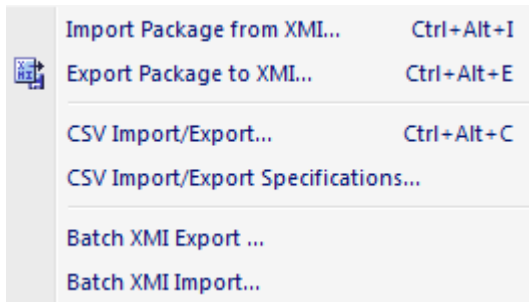 Import Package from XMI... Ctrl+Alt+I
Export Package to XMI... Ctrl+Alt+E
CSV Import/Export... Ctrl+Alt+C
CSV Import/Export Specifications...
Batch XMI Export ...
Batch XMI Import...